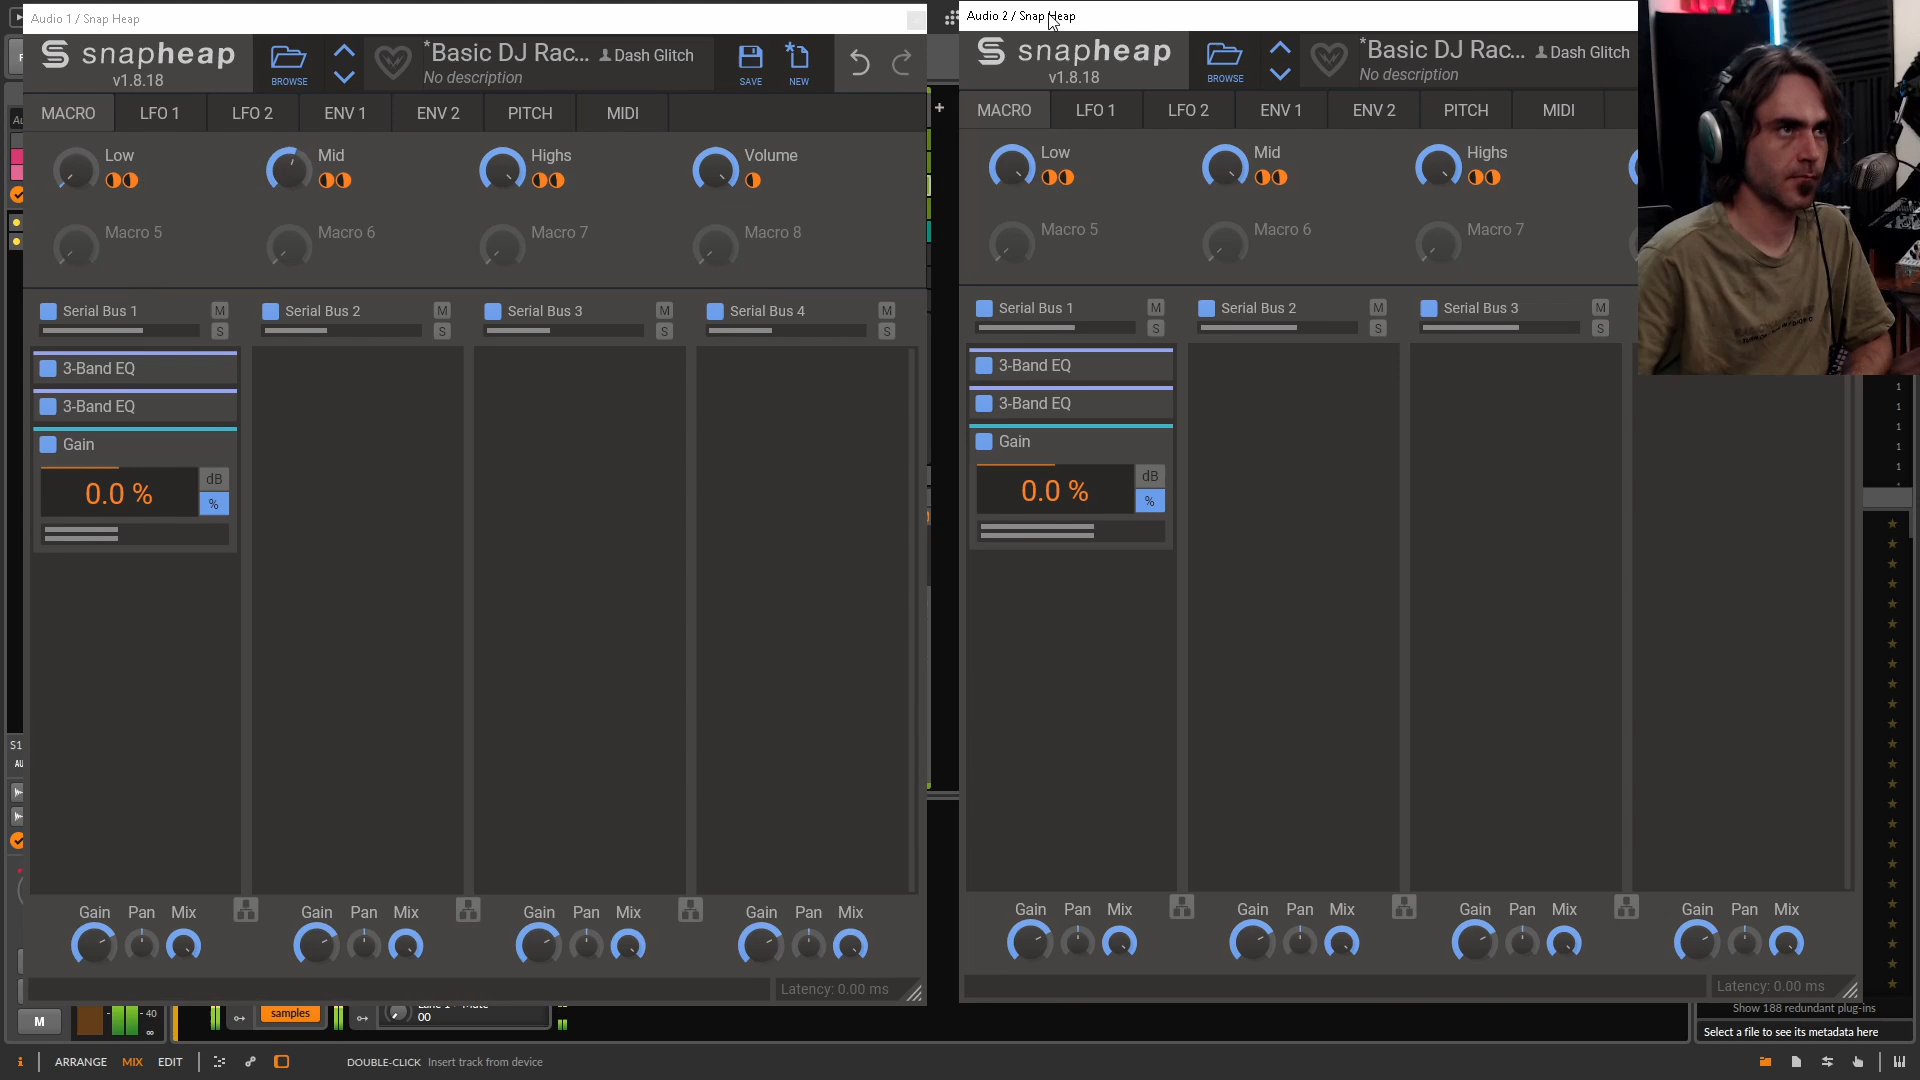 Audio 1 / Snap Heap
snapheap
v1.8.18
BROWSE
*Basic DJ Rac...
Dash Glitch
No description
SAVE
NEW
MACRO
LFO 1
LFO 2
ENV 1
ENV 2
PITCH
MIDI
Low
Mid
Highs
Volume
Macro 5
Macro 6
Macro 7
Macro 8
Serial Bus 1
M
S
Serial Bus 2
M
S
Serial Bus 3
M
S
Serial Bus 4
M
S
3-Band EQ
3-Band EQ
Gain
0.0 %
dB
%
Gain
Pan
Mix
Gain
Pan
Mix
Gain
Pan
Mix
Gain
Pan
Mix
Latency: 0.00 ms
Audio 2 / Snap Heap
snapheap
v1.8.18
BROWSE
*Basic DJ Rac...
Dash Glitch
No description
MACRO
LFO 1
LFO 2
ENV 1
ENV 2
PITCH
MIDI
Low
Mid
Highs
Macro 5
Macro 6
Macro 7
Serial Bus 1
M
S
Serial Bus 2
M
S
Serial Bus 3
M
S
3-Band EQ
3-Band EQ
Gain
0.0 %
dB
%
Gain
Pan
Mix
Gain
Pan
Mix
Gain
Pan
Mix
Gain
Pan
Mix
Latency: 0.00 ms
1
1
1
1
1
S1
M
-40
samples
00
Show 188 redundant plug-ins
Select a file to see its metadata here
i
ARRANGE
MIX
EDIT
DOUBLE-CLICK
Insert track from device